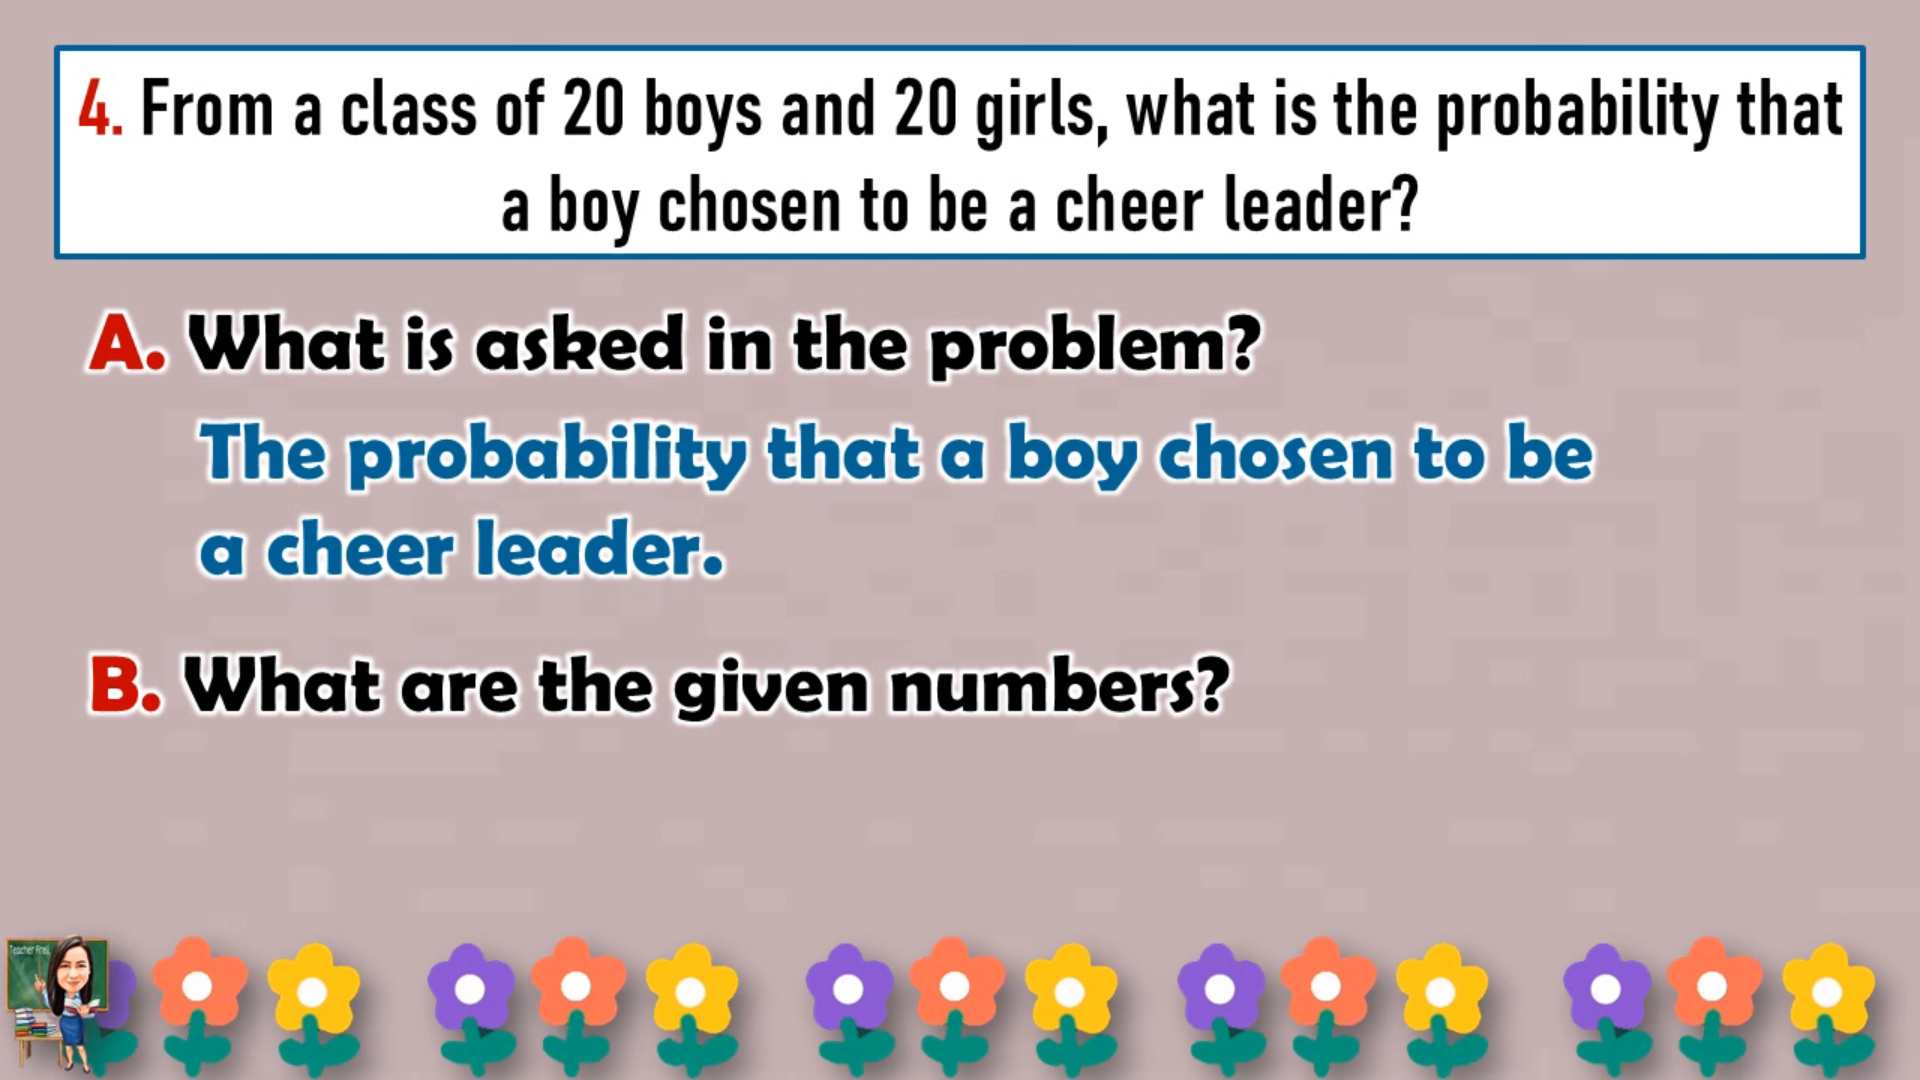 4. From a class of 20 boys and 20 girls, what is the probability that
a boy chosen to be a cheer leader?
A. What is asked in the problem?
The probability that a boy chosen to be
a cheer leader.
B. What are the given numbers?